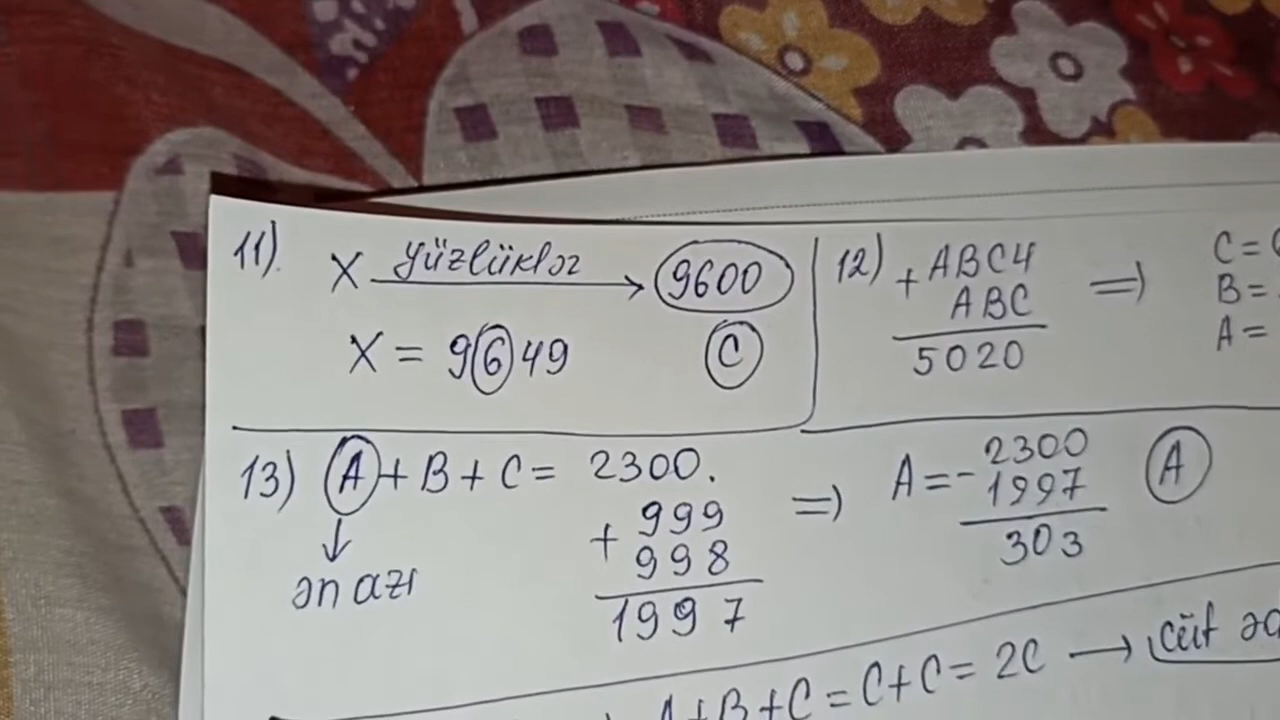 11). X yüzlüklər → 9600
X = 9649 C
12) + ABC4 ⇒ C =
ABC B =
5020 A =
13) A + B + C = 2300. ⇒ A = - 2300 A
+ 999 1997
998 303
1997
ən azı
A+B+C = C+C = 2C → cüt